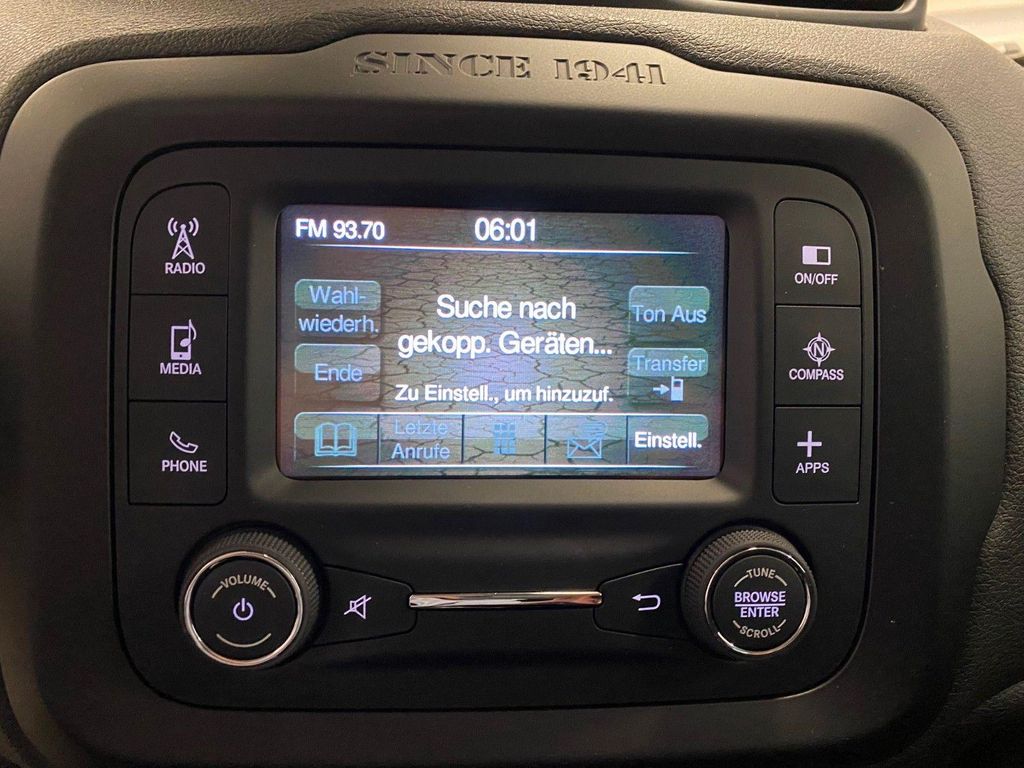 SINCE 1941
FM 93.70
06:01
RADIO
MEDIA
PHONE
Wahl-
wiederh.
Ende
Suche nach
gekopp. Geräten...
Zu Einstell., um hinzuzuf.
Ton Aus
Transfer
Letzte
Anrufe
Einstell.
ON/OFF
N
COMPASS
APPS
VOLUME
TUNE
BROWSE
ENTER
SCROLL